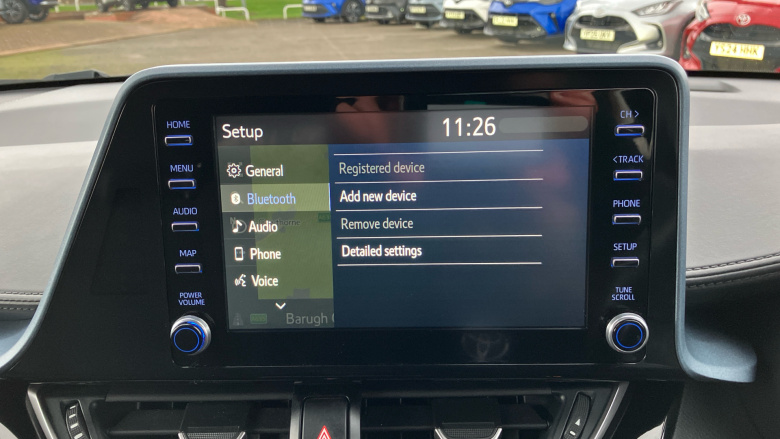 HOME
MENU
AUDIO
MAP
POWER
VOLUME
Setup
11:26
General
Bluetooth
Audio
Phone
Voice
Registered device
Add new device
Remove device
Detailed settings
Barugh
CH >
< TRACK
PHONE
SETUP
TUNE
SCROLL